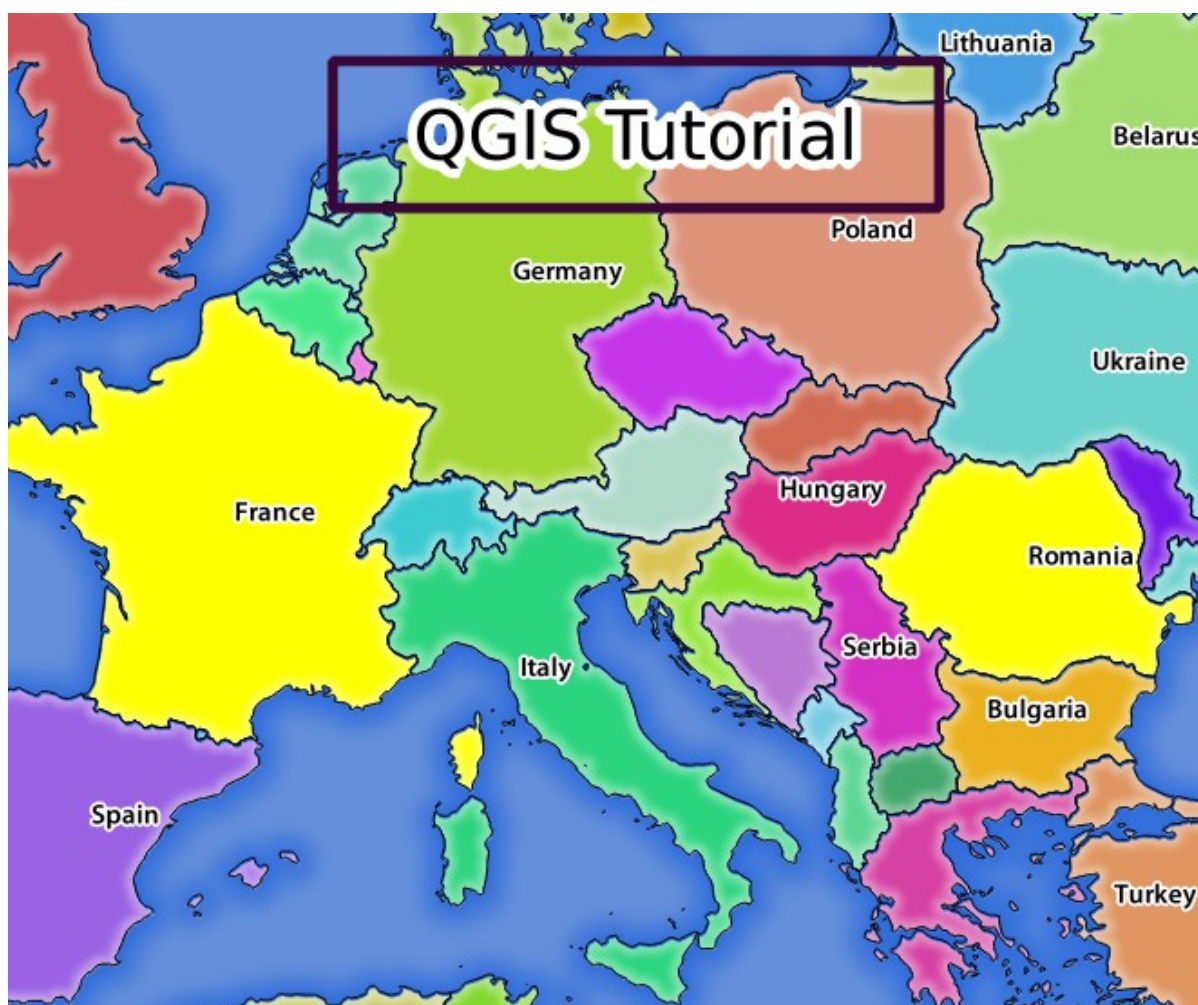 Lithuania
QGIS Tutorial
Belarus
Poland
Germany
Ukraine
Hungary
France
Romania
Serbia
Italy
Bulgaria
Spain
Turkey